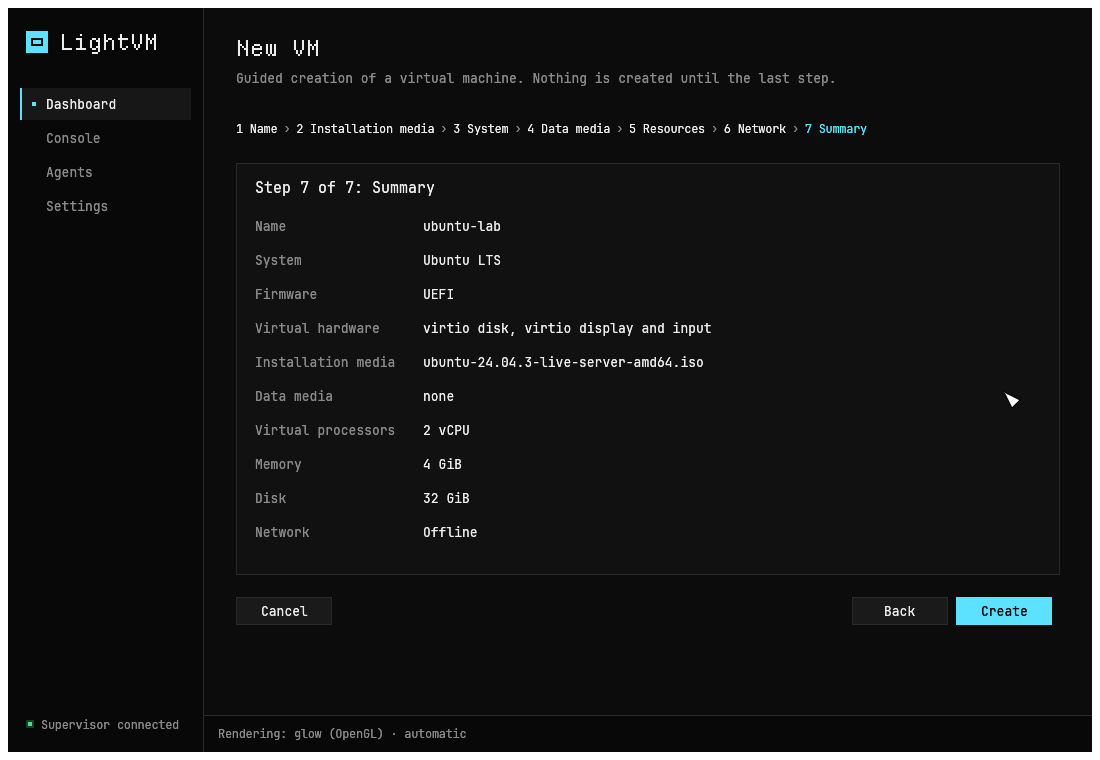 LightVM
Dashboard
Console
Agents
Settings
Supervisor connected
New VM
Guided creation of a virtual machine. Nothing is created until the last step.
1 Name › 2 Installation media › 3 System › 4 Data media › 5 Resources › 6 Network › 7 Summary
Step 7 of 7: Summary
Name ubuntu-lab
System Ubuntu LTS
Firmware UEFI
Virtual hardware virtio disk, virtio display and input
Installation media ubuntu-24.04.3-live-server-amd64.iso
Data media none
Virtual processors 2 vCPU
Memory 4 GiB
Disk 32 GiB
Network Offline
Cancel Back Create
Rendering: glow (OpenGL) · automatic